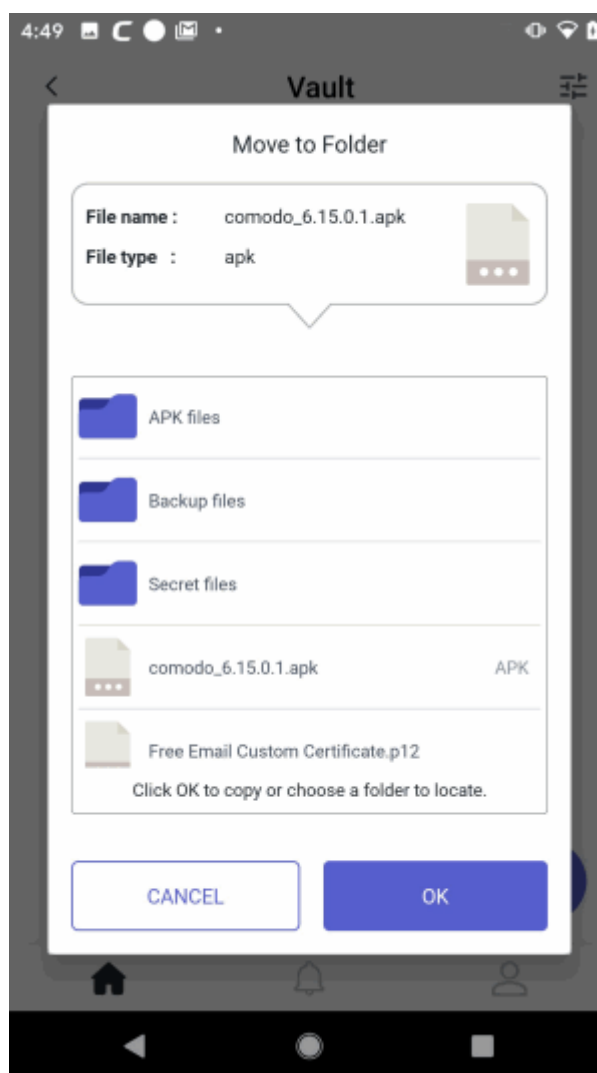 4:49
Vault
Move to Folder
File name : comodo_6.15.0.1.apk
File type : apk
APK files
Backup files
Secret files
comodo_6.15.0.1.apk APK
Free Email Custom Certificate.p12
Click OK to copy or choose a folder to locate.
CANCEL OK